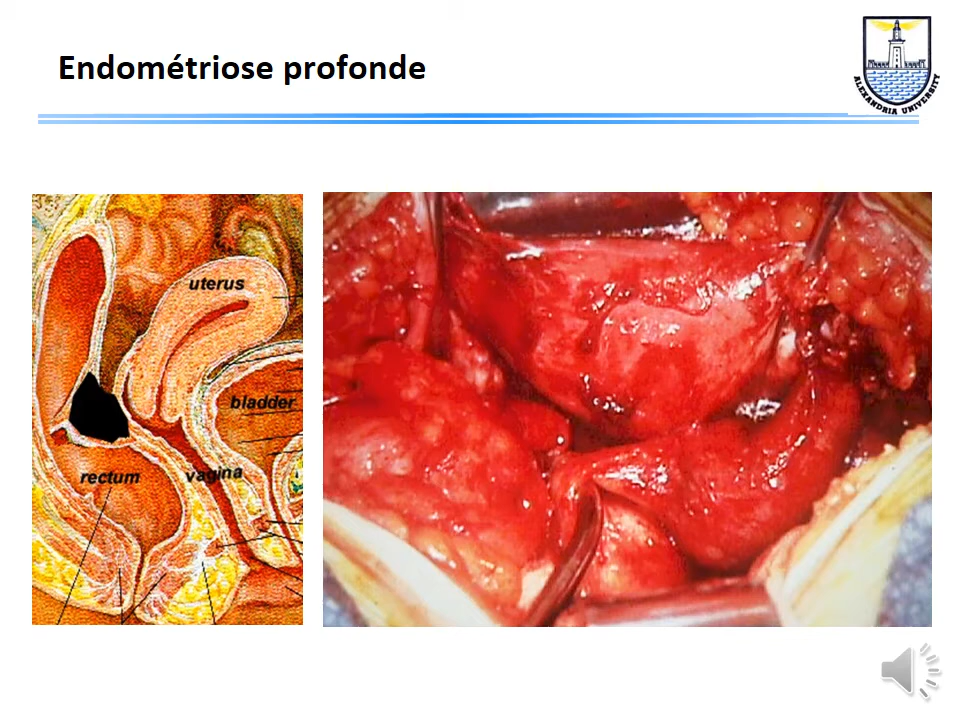 Endométriose profonde
ALEXANDRIA UNIVERSITY
uterus
bladder
rectum
vagina